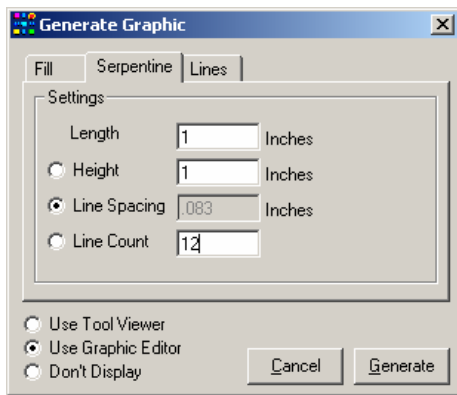 Generate Graphic
Fill Serpentine Lines
Settings
Length 1 Inches
Height 1 Inches
Line Spacing .083 Inches
Line Count 12
Use Tool Viewer
Use Graphic Editor
Don't Display
Cancel Generate